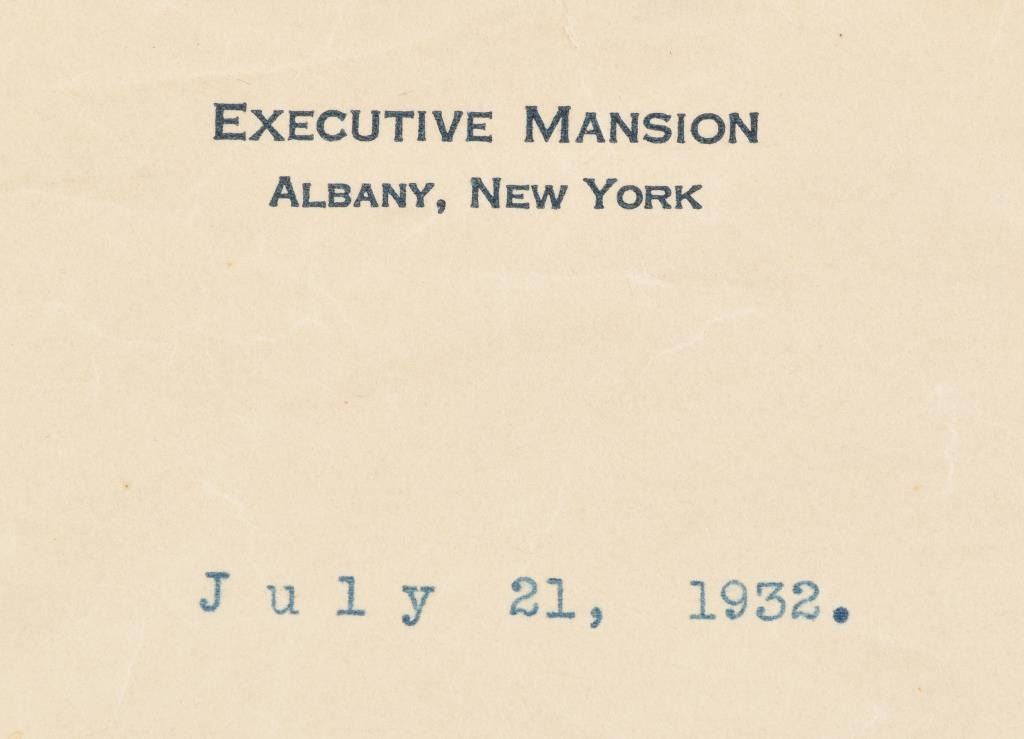 EXECUTIVE MANSION
ALBANY, NEW YORK
J u l y 21, 1932.